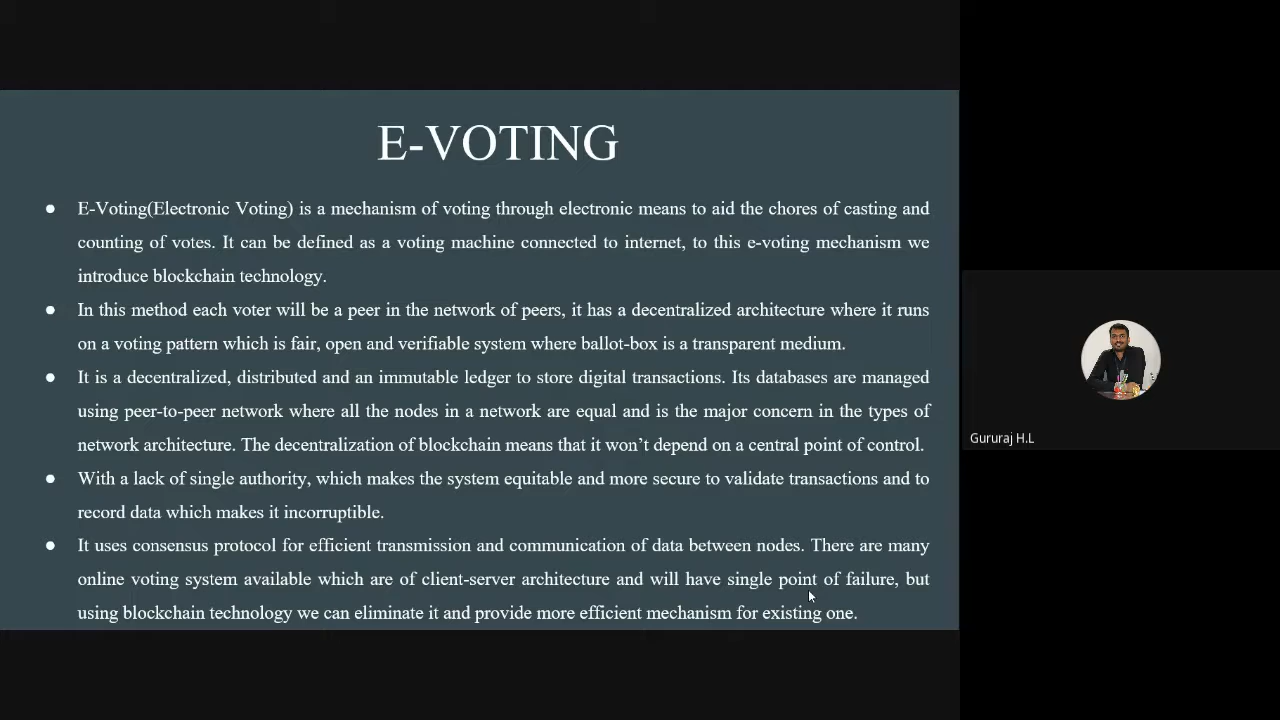 E-VOTING
● E-Voting(Electronic Voting) is a mechanism of voting through electronic means to aid the chores of casting and
counting of votes. It can be defined as a voting machine connected to internet, to this e-voting mechanism we
introduce blockchain technology.
● In this method each voter will be a peer in the network of peers, it has a decentralized architecture where it runs
on a voting pattern which is fair, open and verifiable system where ballot-box is a transparent medium.
● It is a decentralized, distributed and an immutable ledger to store digital transactions. Its databases are managed
using peer-to-peer network where all the nodes in a network are equal and is the major concern in the types of
network architecture. The decentralization of blockchain means that it won’t depend on a central point of control.
● With a lack of single authority, which makes the system equitable and more secure to validate transactions and to
record data which makes it incorruptible.
● It uses consensus protocol for efficient transmission and communication of data between nodes. There are many
online voting system available which are of client-server architecture and will have single point of failure, but
using blockchain technology we can eliminate it and provide more efficient mechanism for existing one.
Gururaj H.L